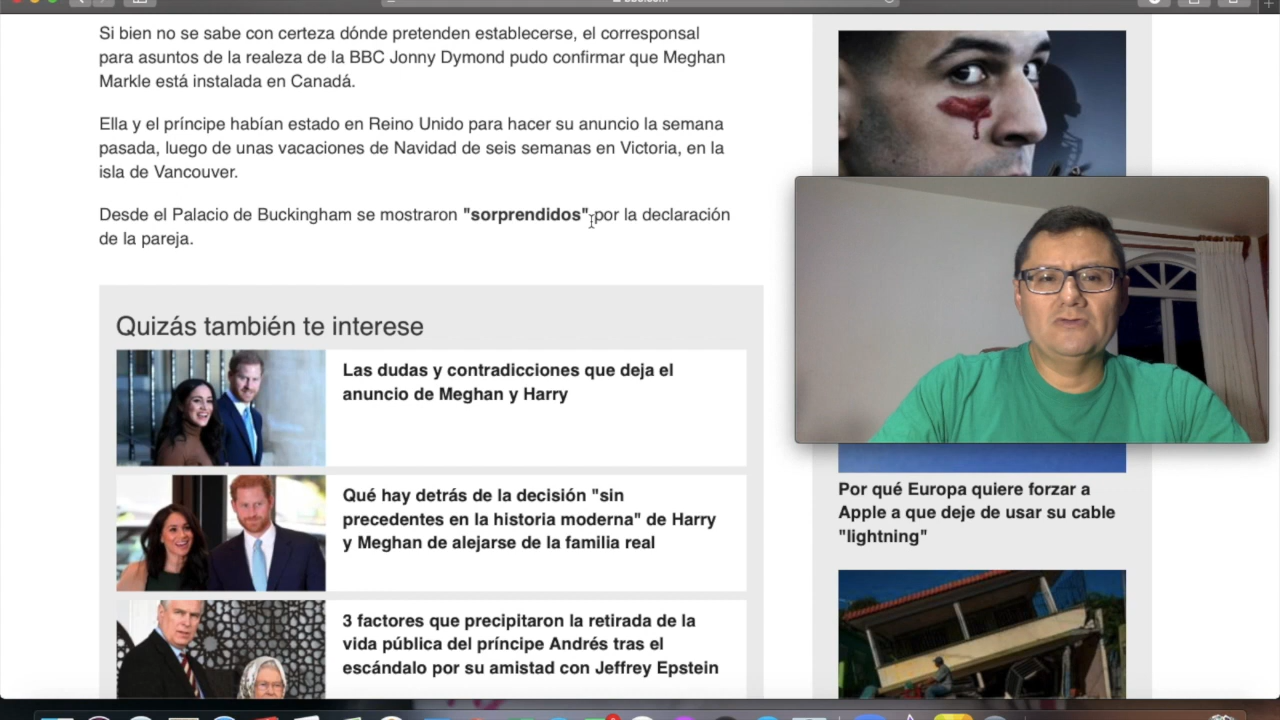 Si bien no se sabe con certeza dónde pretenden establecerse, el corresponsal
para asuntos de la realeza de la BBC Jonny Dymond pudo confirmar que Meghan
Markle está instalada en Canadá.
Ella y el príncipe habían estado en Reino Unido para hacer su anuncio la semana
pasada, luego de unas vacaciones de Navidad de seis semanas en Victoria, en la
isla de Vancouver.
Desde el Palacio de Buckingham se mostraron "sorprendidos" por la declaración
de la pareja.
Quizás también te interese
Las dudas y contradicciones que deja el
anuncio de Meghan y Harry
Qué hay detrás de la decisión "sin
precedentes en la historia moderna" de Harry
y Meghan de alejarse de la familia real
3 factores que precipitaron la retirada de la
vida pública del príncipe Andrés tras el
escándalo por su amistad con Jeffrey Epstein
Por qué Europa quiere forzar a
Apple a que deje de usar su cable
"lightning"